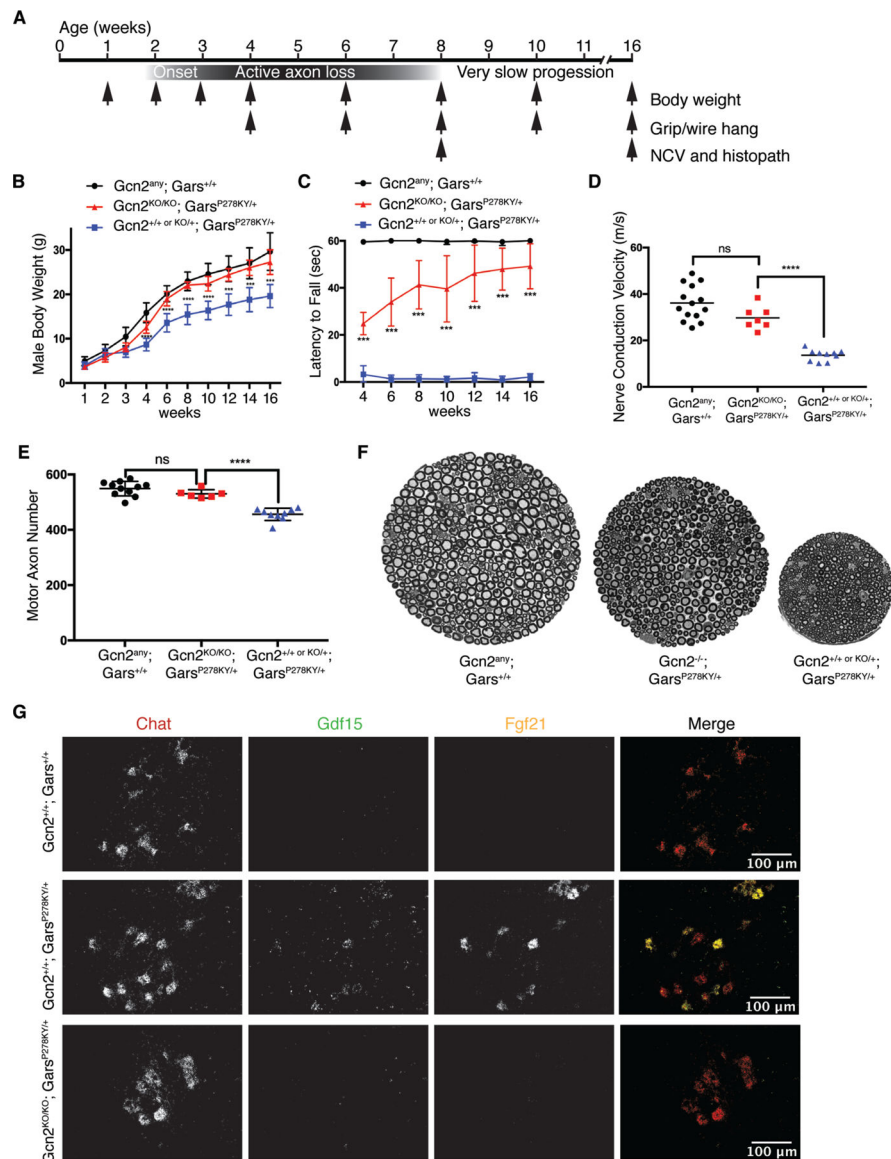 A
Age (weeks)
0 1 2 3 4 5 6 7 8 9 10 11 16
Onset Active axon loss Very slow progession
Body weight
Grip/wire hang
NCV and histopath
B
Gcn2any; Gars+/+
Gcn2KO/KO; GarsP278KY/+
Gcn2+/+ or KO/+; GarsP278KY/+
Male Body Weight (g)
30
20
10
0
**** **** **** **** *** *** ***
1 2 3 4 6 8 10 12 14 16
weeks
C
Gcn2any; Gars+/+
Gcn2KO/KO; GarsP278KY/+
Gcn2+/+ or KO/+; GarsP278KY/+
Latency to Fall (sec)
60
40
20
0
*** *** *** *** *** *** ***
4 6 8 10 12 14 16
weeks
D
Nerve Conduction Velocity (m/s)
60
40
20
0
ns
****
Gcn2any; Gars+/+
Gcn2KO/KO; GarsP278KY/+
Gcn2+/+ or KO/+; GarsP278KY/+
E
Motor Axon Number
600
400
200
0
ns
****
Gcn2any; Gars+/+
Gcn2KO/KO; GarsP278KY/+
Gcn2+/+ or KO/+; GarsP278KY/+
F
Gcn2any; Gars+/+
Gcn2-/-; GarsP278KY/+
Gcn2+/+ or KO/+; GarsP278KY/+
G
Chat Gdf15 Fgf21 Merge
Gcn2+/+; Gars+/+
100 µm
Gcn2+/+; GarsP278KY/+
100 µm
Gcn2KO/KO; GarsP278KY/+
100 µm